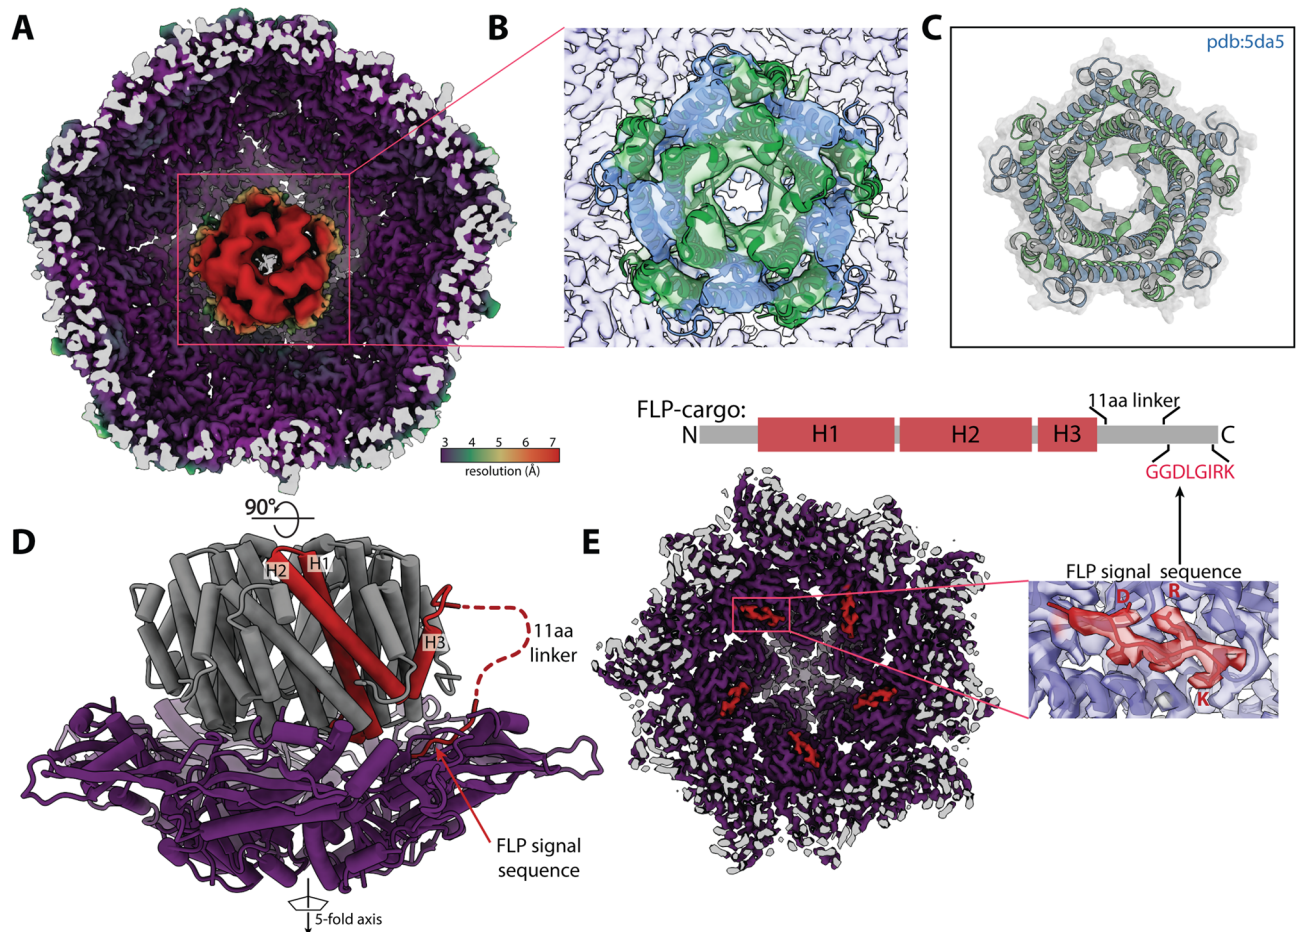 A
B
C
pdb:5da5
3 4 5 6 7
resolution (Å)
FLP-cargo:
11aa linker
N
H1
H2
H3
C
GGDLGIRK
90°
D
H2
H1
H3
11aa
linker
FLP signal
sequence
5-fold axis
E
FLP signal sequence
D
R
K